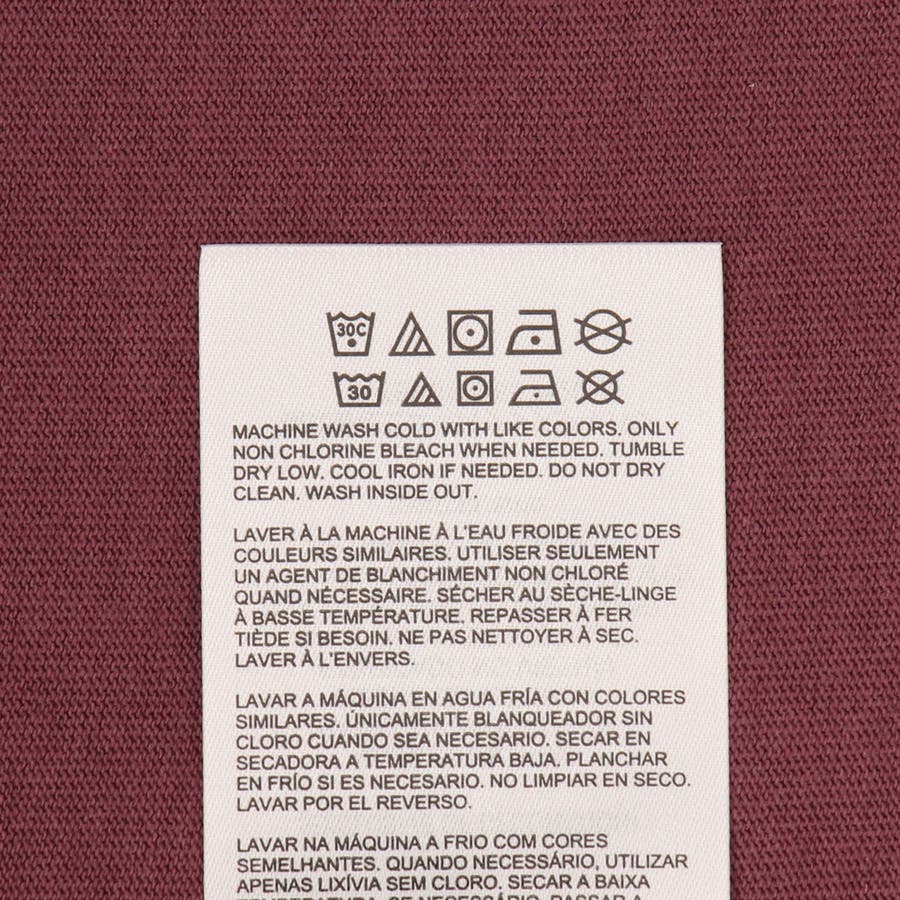 30C
30
MACHINE WASH COLD WITH LIKE COLORS. ONLY
NON CHLORINE BLEACH WHEN NEEDED. TUMBLE
DRY LOW. COOL IRON IF NEEDED. DO NOT DRY
CLEAN. WASH INSIDE OUT.
LAVER À LA MACHINE À L'EAU FROIDE AVEC DES
COULEURS SIMILAIRES. UTILISER SEULEMENT
UN AGENT DE BLANCHIMENT NON CHLORÉ
QUAND NÉCESSAIRE. SÉCHER AU SÈCHE-LINGE
À BASSE TEMPÉRATURE. REPASSER À FER
TIÈDE SI BESOIN. NE PAS NETTOYER À SEC.
LAVER À L'ENVERS.
LAVAR A MÁQUINA EN AGUA FRÍA CON COLORES
SIMILARES. ÚNICAMENTE BLANQUEADOR SIN
CLORO CUANDO SEA NECESARIO. SECAR EN
SECADORA A TEMPERATURA BAJA. PLANCHAR
EN FRÍO SI ES NECESARIO. NO LIMPIAR EN SECO.
LAVAR POR EL REVERSO.
LAVAR NA MÁQUINA A FRIO COM CORES
SEMELHANTES. QUANDO NECESSÁRIO, UTILIZAR
APENAS LIXÍVIA SEM CLORO. SECAR A BAIXA